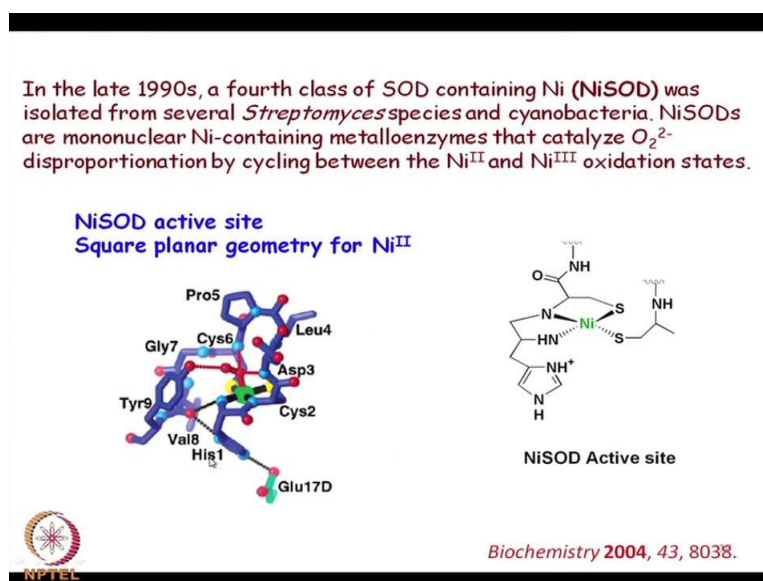 In the late 1990s, a fourth class of SOD containing Ni (NiSOD) was
isolated from several Streptomyces species and cyanobacteria. NiSODs
are mononuclear Ni-containing metalloenzymes that catalyze O₂²⁻
disproportionation by cycling between the Niᴵᴵ and Niᴵᴵᴵ oxidation states.
NiSOD active site
Square planar geometry for Niᴵᴵ
Pro5
Leu4
Cys6
Gly7
Asp3
Tyr9
Cys2
Val8
His1
Glu17D
NH
O
S
NH
N
Ni
HN
S
NH⁺
N
H
NiSOD Active site
Biochemistry 2004, 43, 8038.
NPTEL